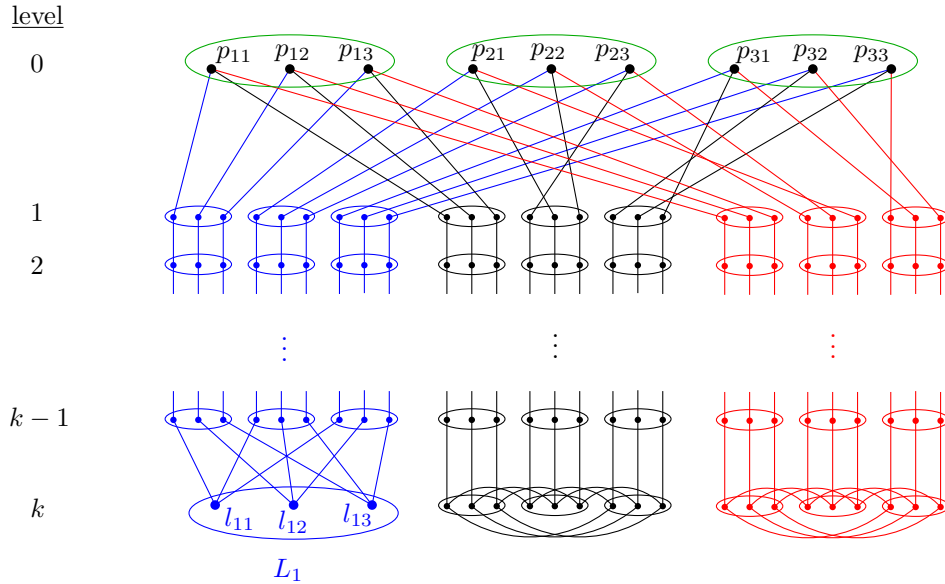 level
0 p₁₁ p₁₂ p₁₃ p₂₁ p₂₂ p₂₃ p₃₁ p₃₂ p₃₃
1
2
⋮ ⋮ ⋮
k − 1
k l₁₁ l₁₂ l₁₃
L₁